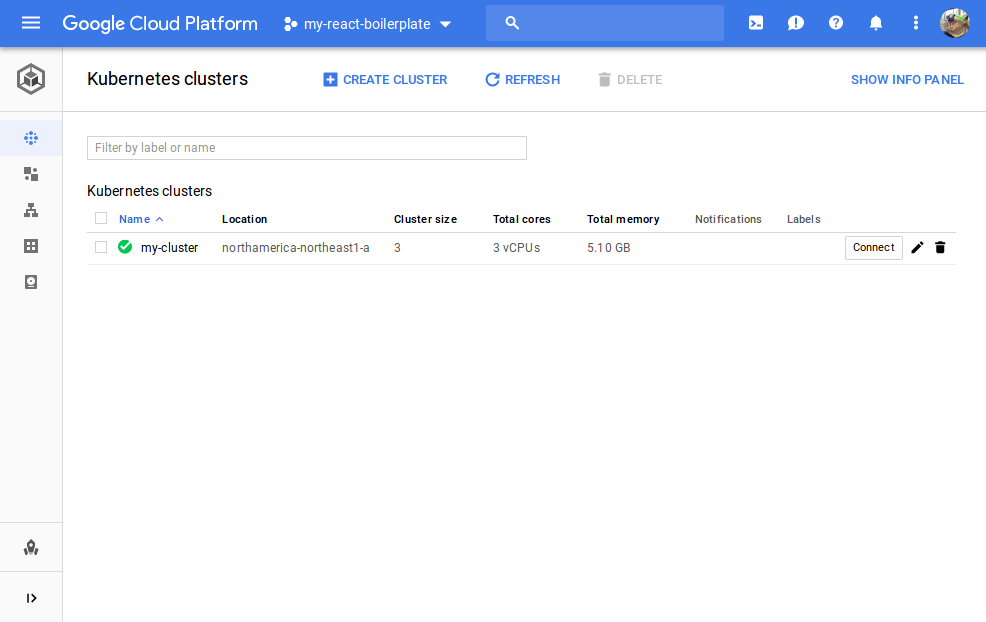 Google Cloud Platform my-react-boilerplate
Kubernetes clusters CREATE CLUSTER REFRESH DELETE SHOW INFO PANEL
Filter by label or name
Kubernetes clusters
Name Location Cluster size Total cores Total memory Notifications Labels
my-cluster northamerica-northeast1-a 3 3 vCPUs 5.10 GB Connect